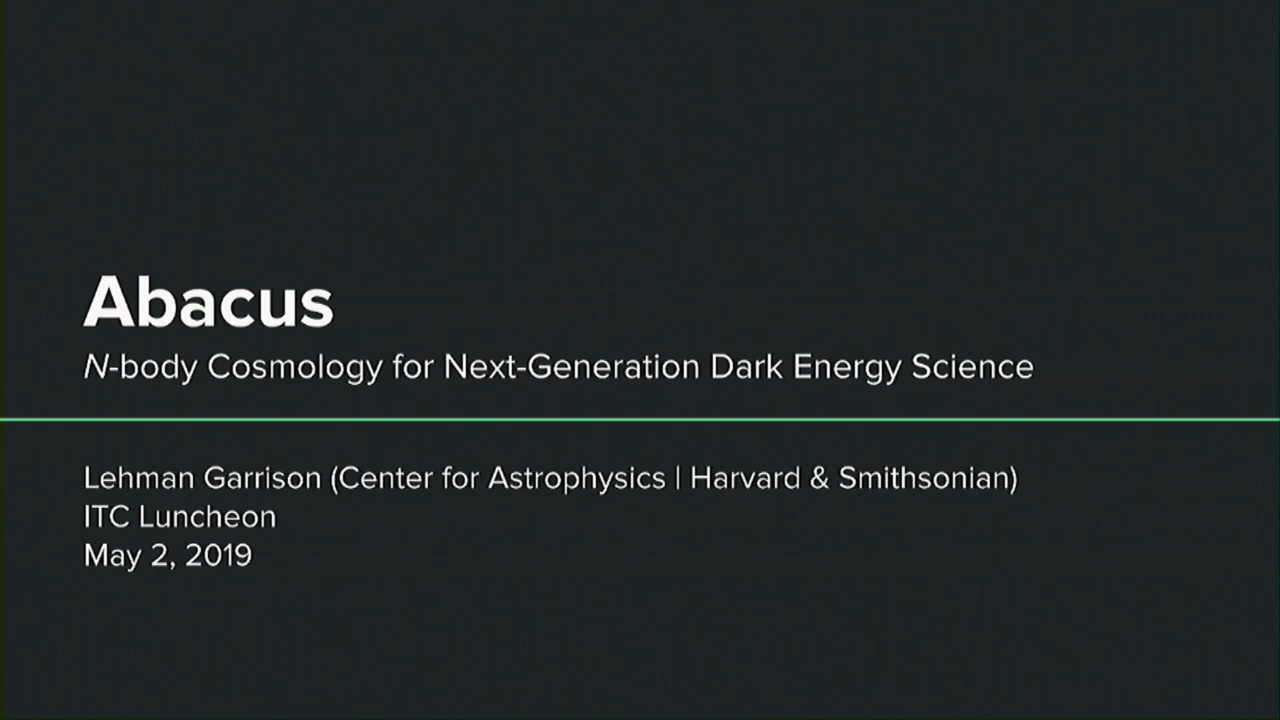 Abacus
N-body Cosmology for Next-Generation Dark Energy Science
Lehman Garrison (Center for Astrophysics | Harvard & Smithsonian)
ITC Luncheon
May 2, 2019